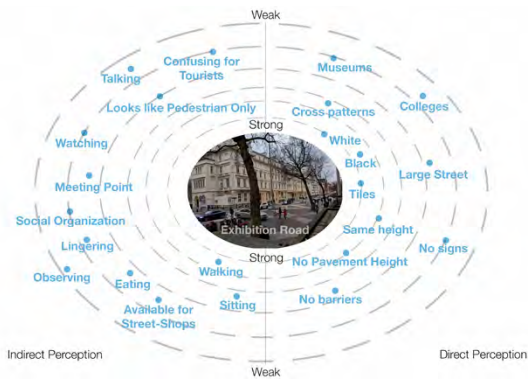 Weak
Confusing for
Tourists
Museums
Talking
Looks like Pedestrian Only
Cross patterns
Colleges
Strong
White
Watching
Black
Large Street
Meeting Point
Tiles
Social Organization
Exhibition Road
Same height
Lingering
No signs
Strong
No Pavement Height
Walking
Observing
Eating
Sitting
No barriers
Available for
Street-Shops
Indirect Perception
Direct Perception
Weak